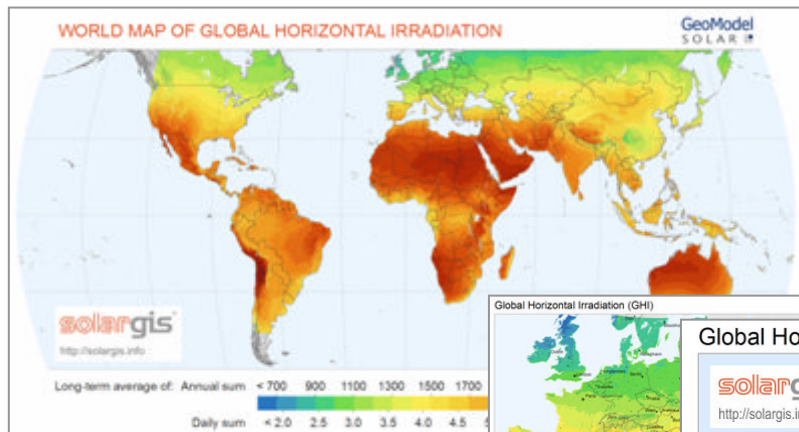 WORLD MAP OF GLOBAL HORIZONTAL IRRADIATION
GeoModel
SOLAR
solargis
http://solargis.info
Long-term average of: Annual sum < 700 900 1100 1300 1500 1700
Daily sum < 2.0 2.5 3.0 3.5 4.0 4.5
Global Horizontal Irradiation (GHI)
Global Ho
solarg
http://solargis.in